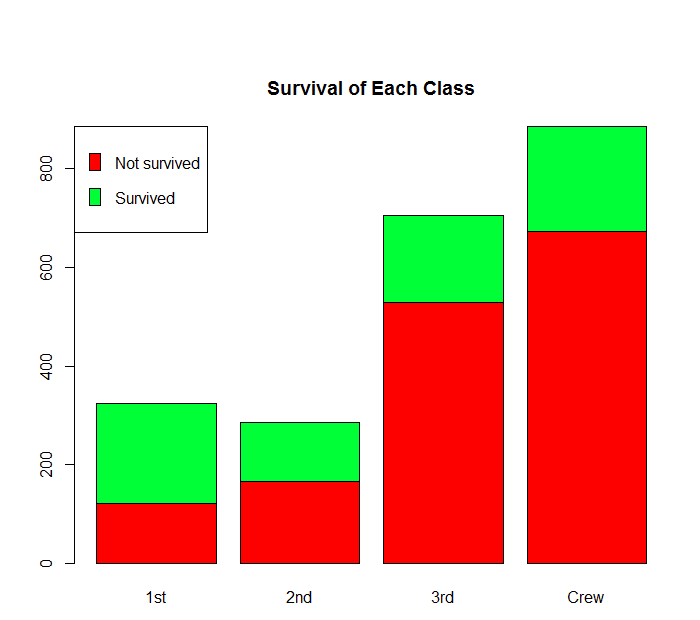 Survival of Each Class
Not survived
Survived
800
600
400
200
0
1st 2nd 3rd Crew